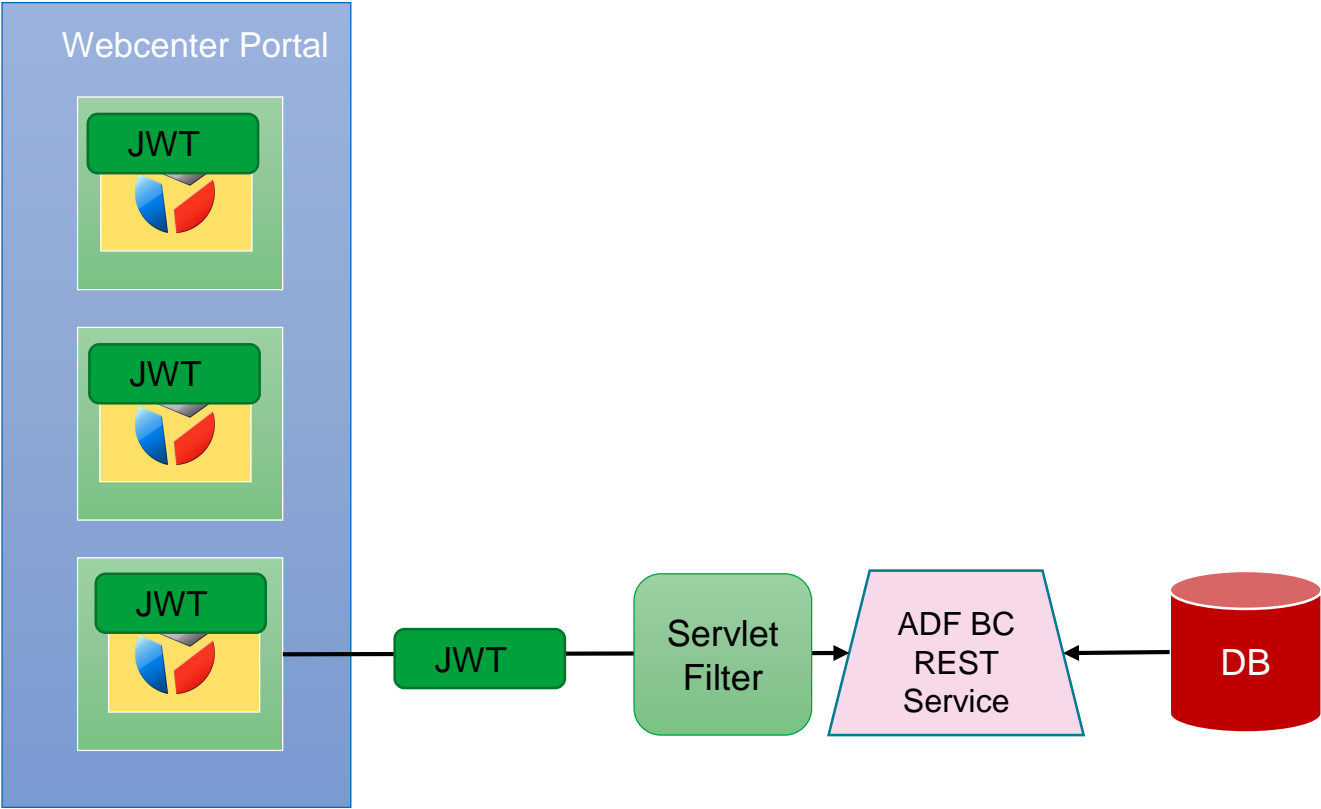 Webcenter Portal
JWT
JWT
JWT
JWT
Servlet
Filter
ADF BC
REST
Service
DB